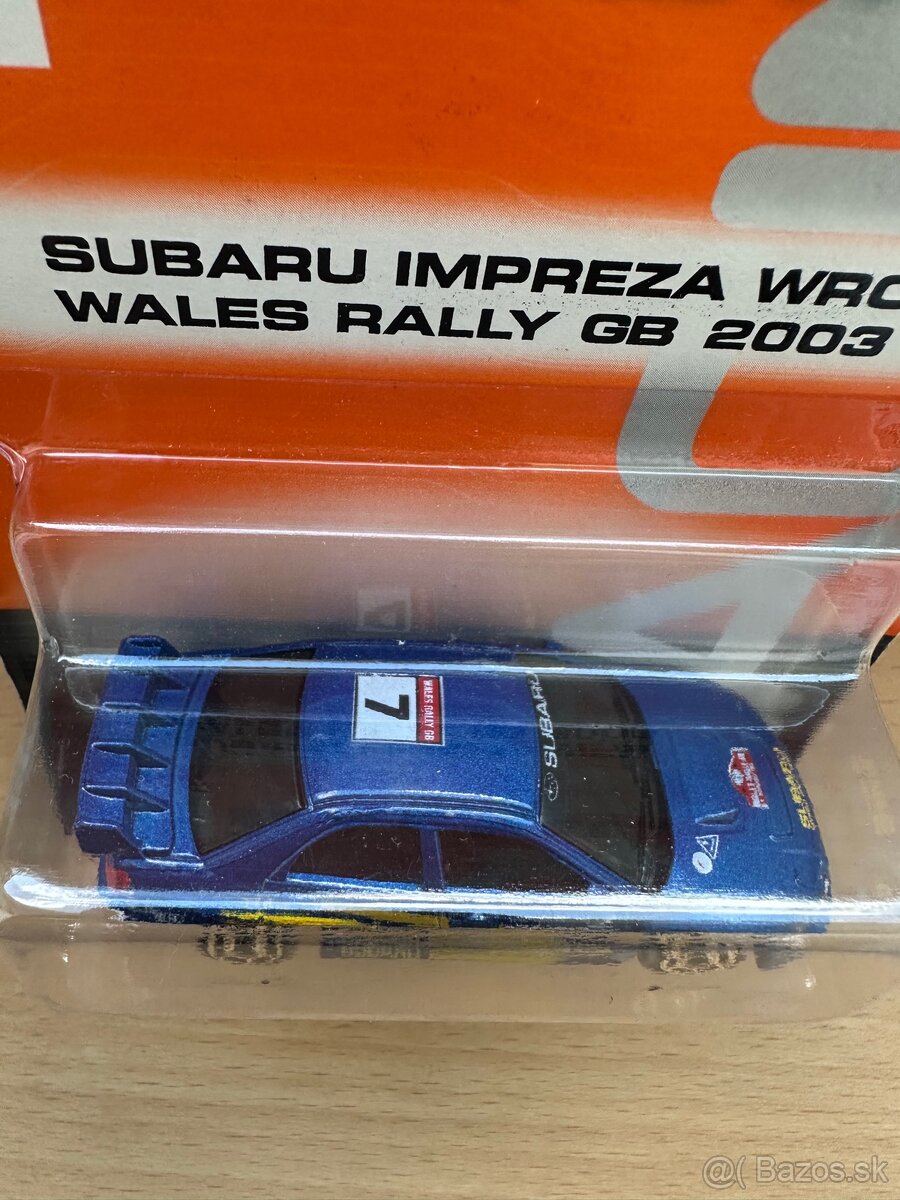 SUBARU IMPREZA WRC
WALES RALLY GB 2003
WALES RALLY GB
7
SUBARU
SUBARU
@( Bazos.sk